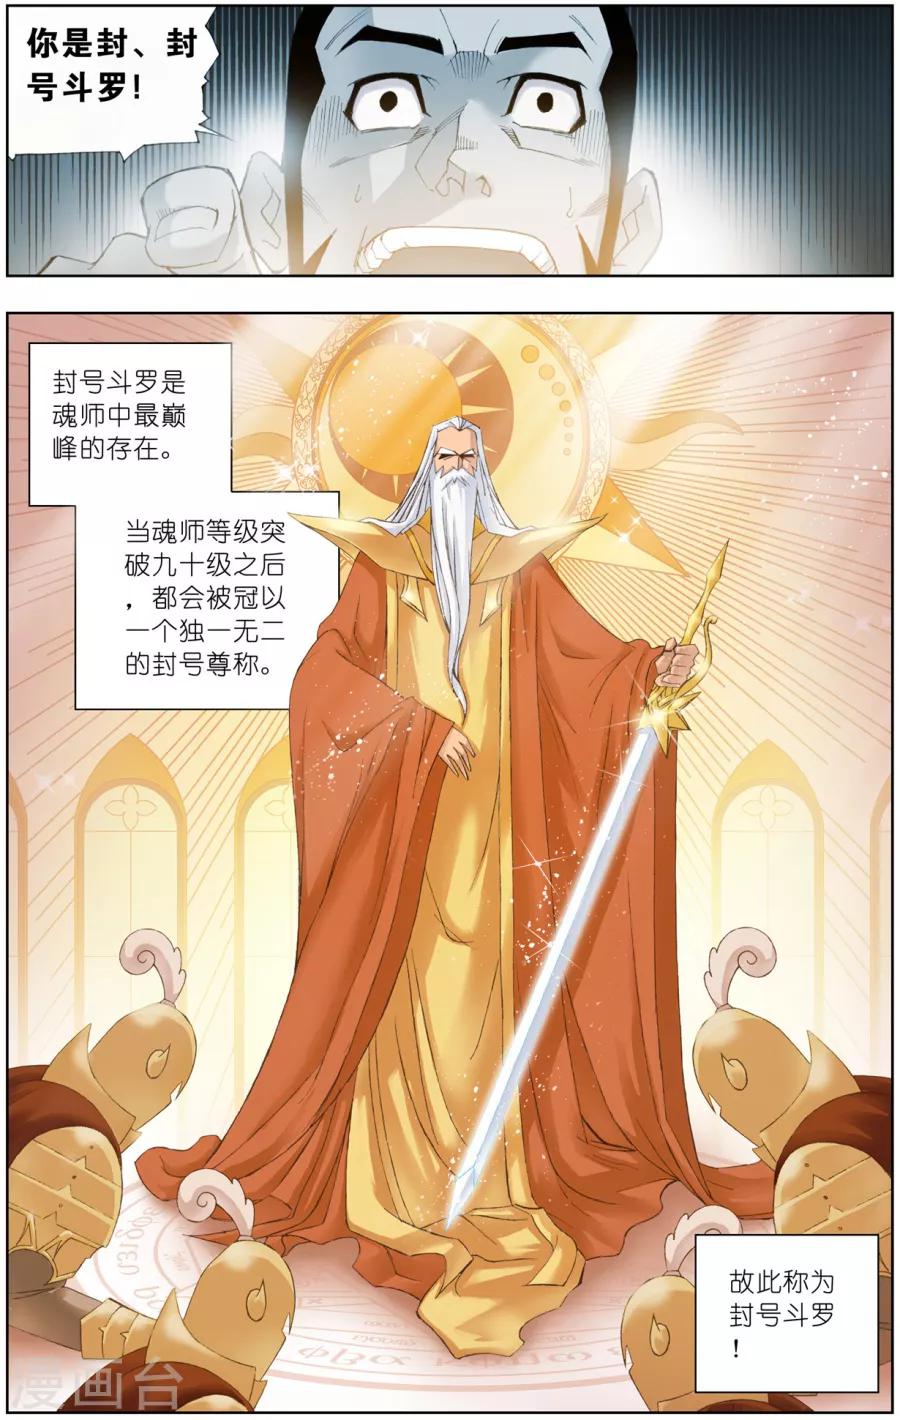 你是封、封
号斗罗！
封号斗罗是
魂师中最巅
峰的存在。
当魂师等级突
破九十级之后
，都会被冠以
一个独一无二
的封号尊称。
故此称为
封号斗罗
！
漫画台